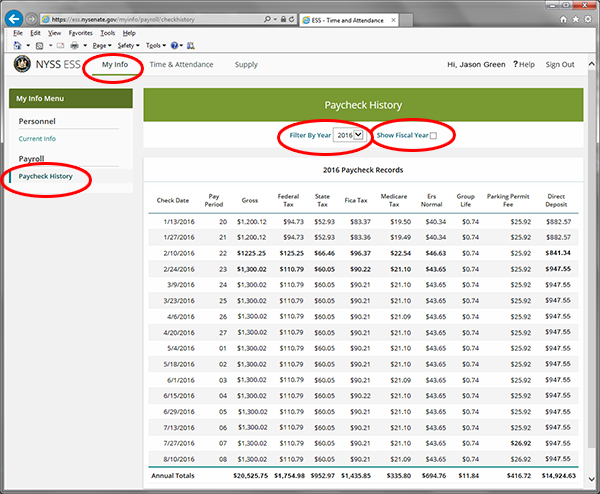 https://ess.nysenate.gov/myinfo/payroll/checkhistory
ESS - Time and Attendance
File Edit View Favorites Tools Help
Page Safety Tools
NYSS ESS My Info Time & Attendance Supply Hi, Jason Green ?Help Sign Out
My Info Menu
Personnel
Current Info
Payroll
Paycheck History
Paycheck History
Filter By Year 2016 Show Fiscal Year
2016 Paycheck Records
Check Date Pay Period Gross Federal Tax State Tax Fica Tax Medicare Tax Ers Normal Group Life Parking Permit Fee Direct Deposit
1/13/2016 20 $1,200.12 $94.73 $52.93 $83.37 $19.50 $40.34 $0.74 $25.92 $882.57
1/27/2016 21 $1,200.12 $94.73 $52.93 $83.36 $19.49 $40.34 $0.74 $25.92 $882.57
2/10/2016 22 $1225.25 $125.25 $66.46 $96.37 $22.54 $46.63 $0.74 $25.92 $841.34
2/24/2016 23 $1,300.02 $110.79 $60.05 $90.22 $21.10 $43.65 $0.74 $25.92 $947.55
3/9/2016 24 $1,300.02 $110.79 $60.05 $90.21 $21.10 $43.65 $0.74 $25.92 $947.55
3/23/2016 25 $1,300.02 $110.79 $60.05 $90.21 $21.10 $43.65 $0.74 $25.92 $947.55
4/6/2016 26 $1,300.02 $110.79 $60.05 $90.21 $21.09 $43.65 $0.74 $25.92 $947.55
4/20/2016 27 $1,300.02 $110.79 $60.05 $90.21 $21.10 $43.65 $0.74 $25.92 $947.55
5/4/2016 01 $1,300.02 $110.79 $60.05 $90.21 $21.10 $43.65 $0.74 $25.92 $947.55
5/18/2016 02 $1,300.02 $110.79 $60.05 $90.21 $21.10 $43.65 $0.74 $25.92 $947.55
6/1/2016 03 $1,300.02 $110.79 $60.05 $90.21 $21.09 $43.65 $0.74 $25.92 $947.55
6/15/2016 04 $1,300.02 $110.79 $60.05 $90.22 $21.10 $43.65 $0.74 $25.92 $947.55
6/29/2016 05 $1,300.02 $110.79 $60.05 $90.21 $21.10 $43.65 $0.74 $25.92 $947.55
7/13/2016 06 $1,300.02 $110.79 $60.05 $90.21 $21.10 $43.65 $0.74 $25.92 $947.55
7/27/2016 07 $1,300.02 $110.79 $60.05 $90.21 $21.09 $43.65 $0.74 $26.92 $947.55
8/10/2016 08 $1,300.02 $110.79 $60.05 $90.21 $21.10 $43.65 $0.74 $25.92 $947.55
Annual Totals $20,525.75 $1,754.98 $952.97 $1,435.85 $335.80 $694.76 $11.84 $416.72 $14,924.63